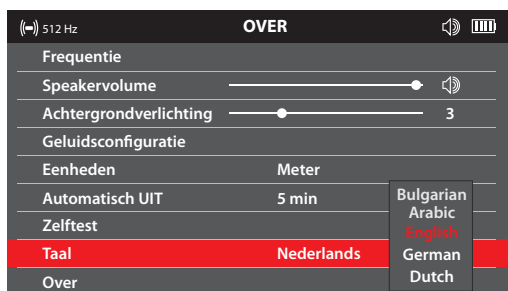 512 Hz OVER
Frequentie
Speakervolume
Achtergrondverlichting 3
Geluidsconfiguratie
Eenheden Meter
Automatisch UIT 5 min
Zelftest
Taal Nederlands
Over
Bulgarian
Arabic
English
German
Dutch